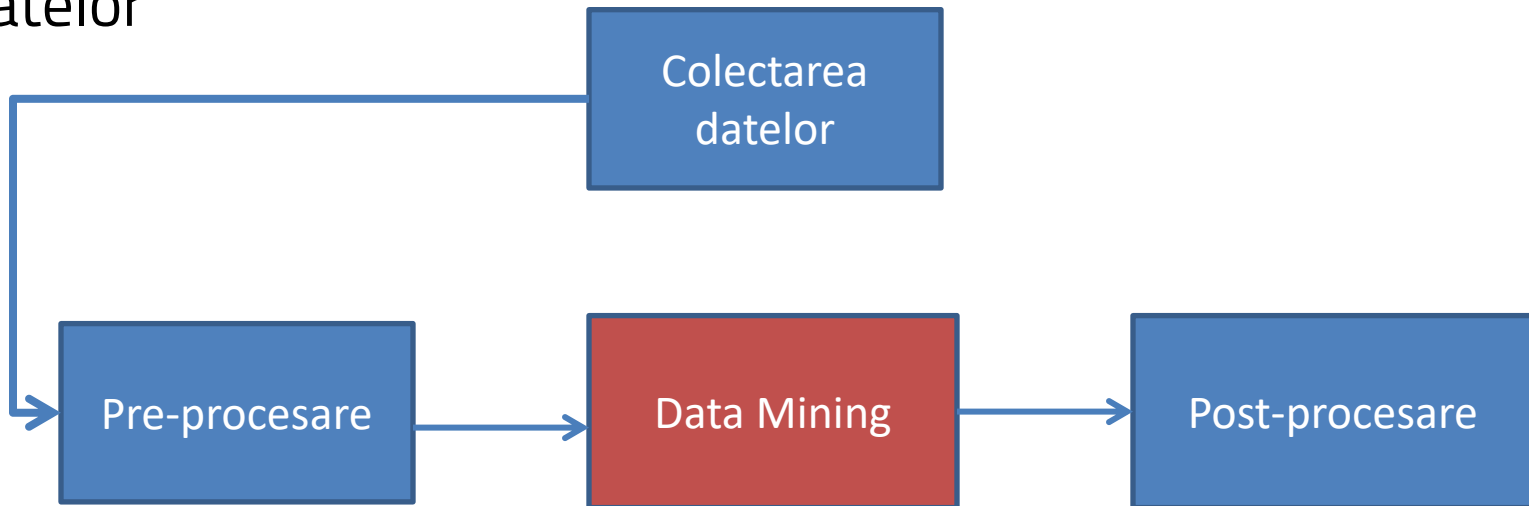 atelor
Colectarea
datelor
Pre-procesare
Data Mining
Post-procesare